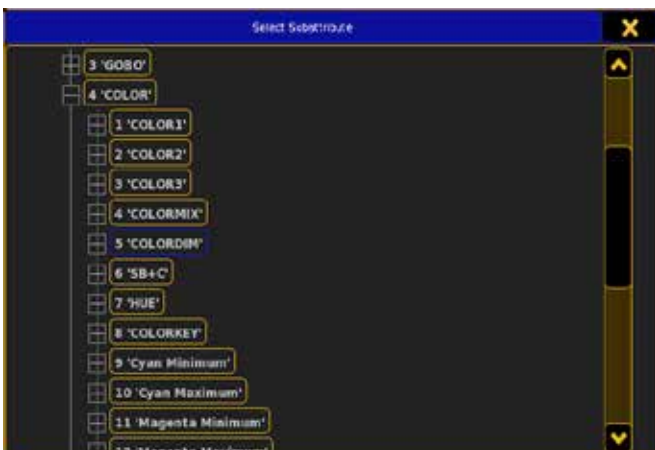 Select Subattribute
3 'GOBO'
4 'COLOR'
1 'COLOR1'
2 'COLOR2'
3 'COLOR3'
4 'COLORMIX'
5 'COLORDIM'
6 'SB+C'
7 'HUE'
8 'COLORKEY'
9 'Cyan Minimum'
10 'Cyan Maximum'
11 'Magenta Minimum'